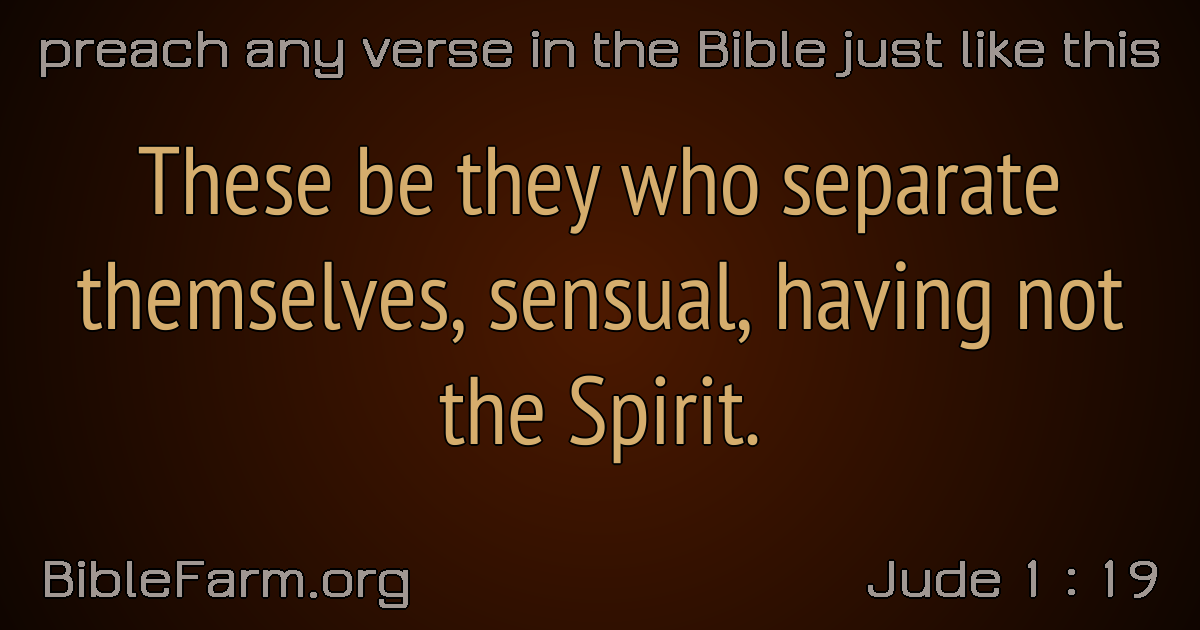 preach any verse in the Bible just like this
These be they who separate
themselves, sensual, having not
the Spirit.
BibleFarm.org
Jude 1 : 19